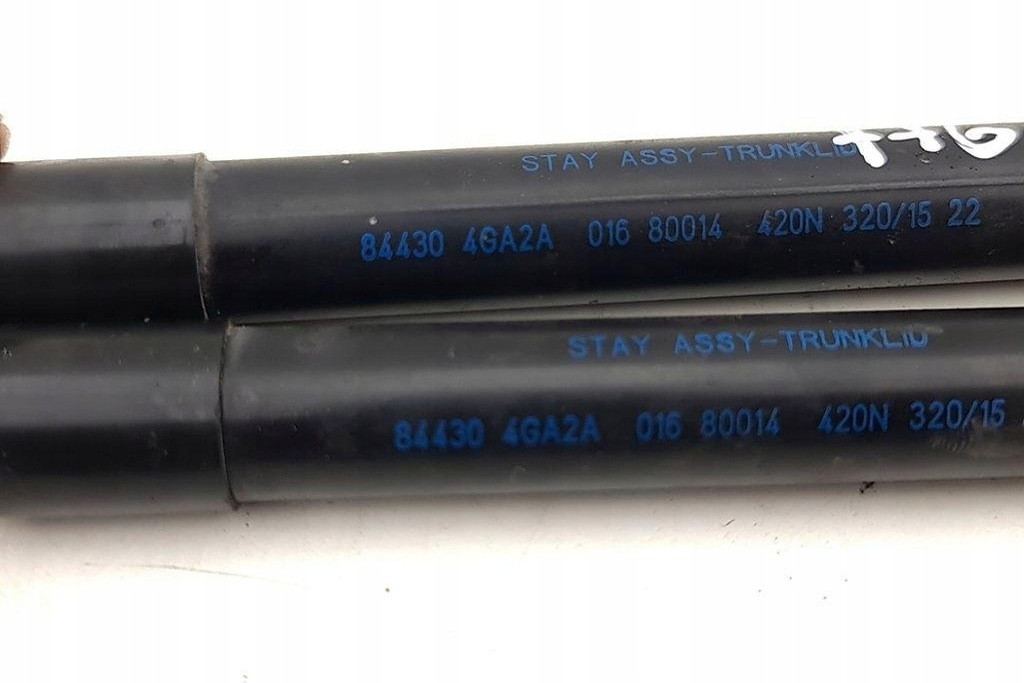 STAY ASSY-TRUNKLID
84430 4GA2A 016 80014 420N 320/15 22
STAY ASSY-TRUNKLID
84430 4GA2A 016 80014 420N 320/15